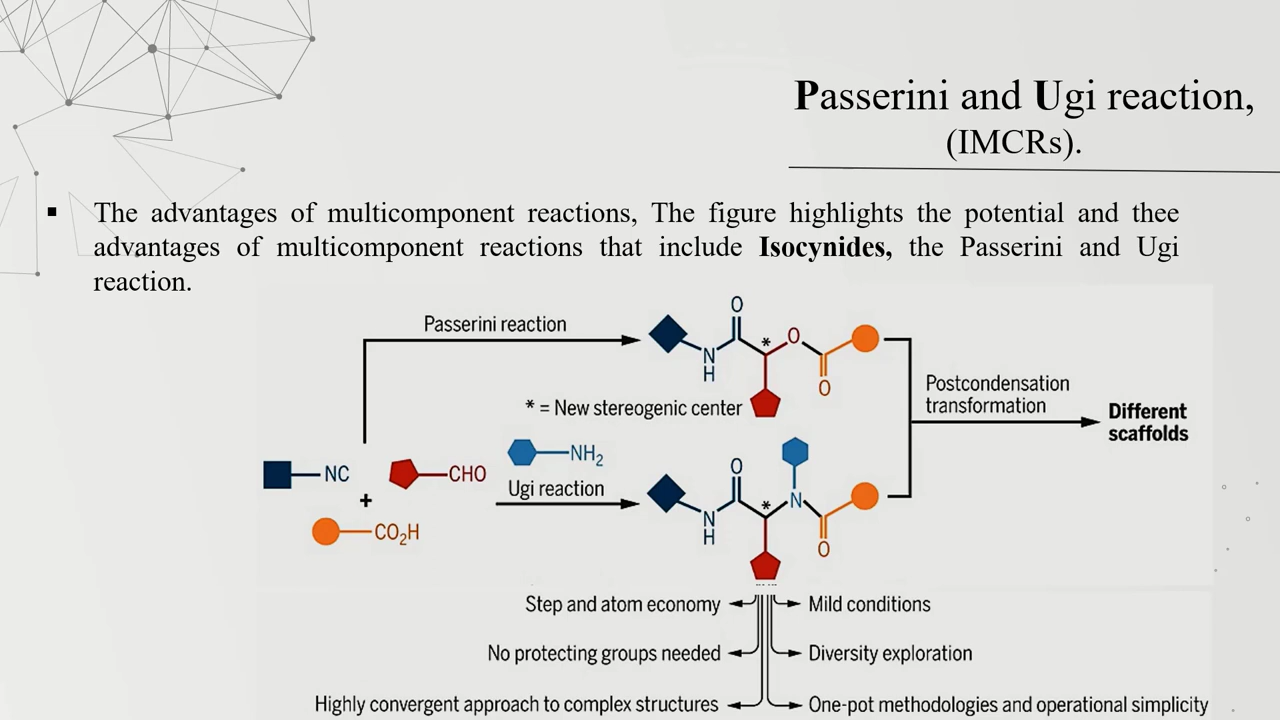 Passerini and Ugi reaction,
(IMCRs).
▪ The advantages of multicomponent reactions, The figure highlights the potential and thee
advantages of multicomponent reactions that include Isocynides, the Passerini and Ugi
reaction.
Passerini reaction
O
N
H
*
O
O
* = New stereogenic center
Postcondensation
transformation
Different
scaffolds
NC
CHO
+
CO₂H
NH₂
Ugi reaction
O
N
H
*
N
O
Step and atom economy
Mild conditions
No protecting groups needed
Diversity exploration
Highly convergent approach to complex structures
One-pot methodologies and operational simplicity